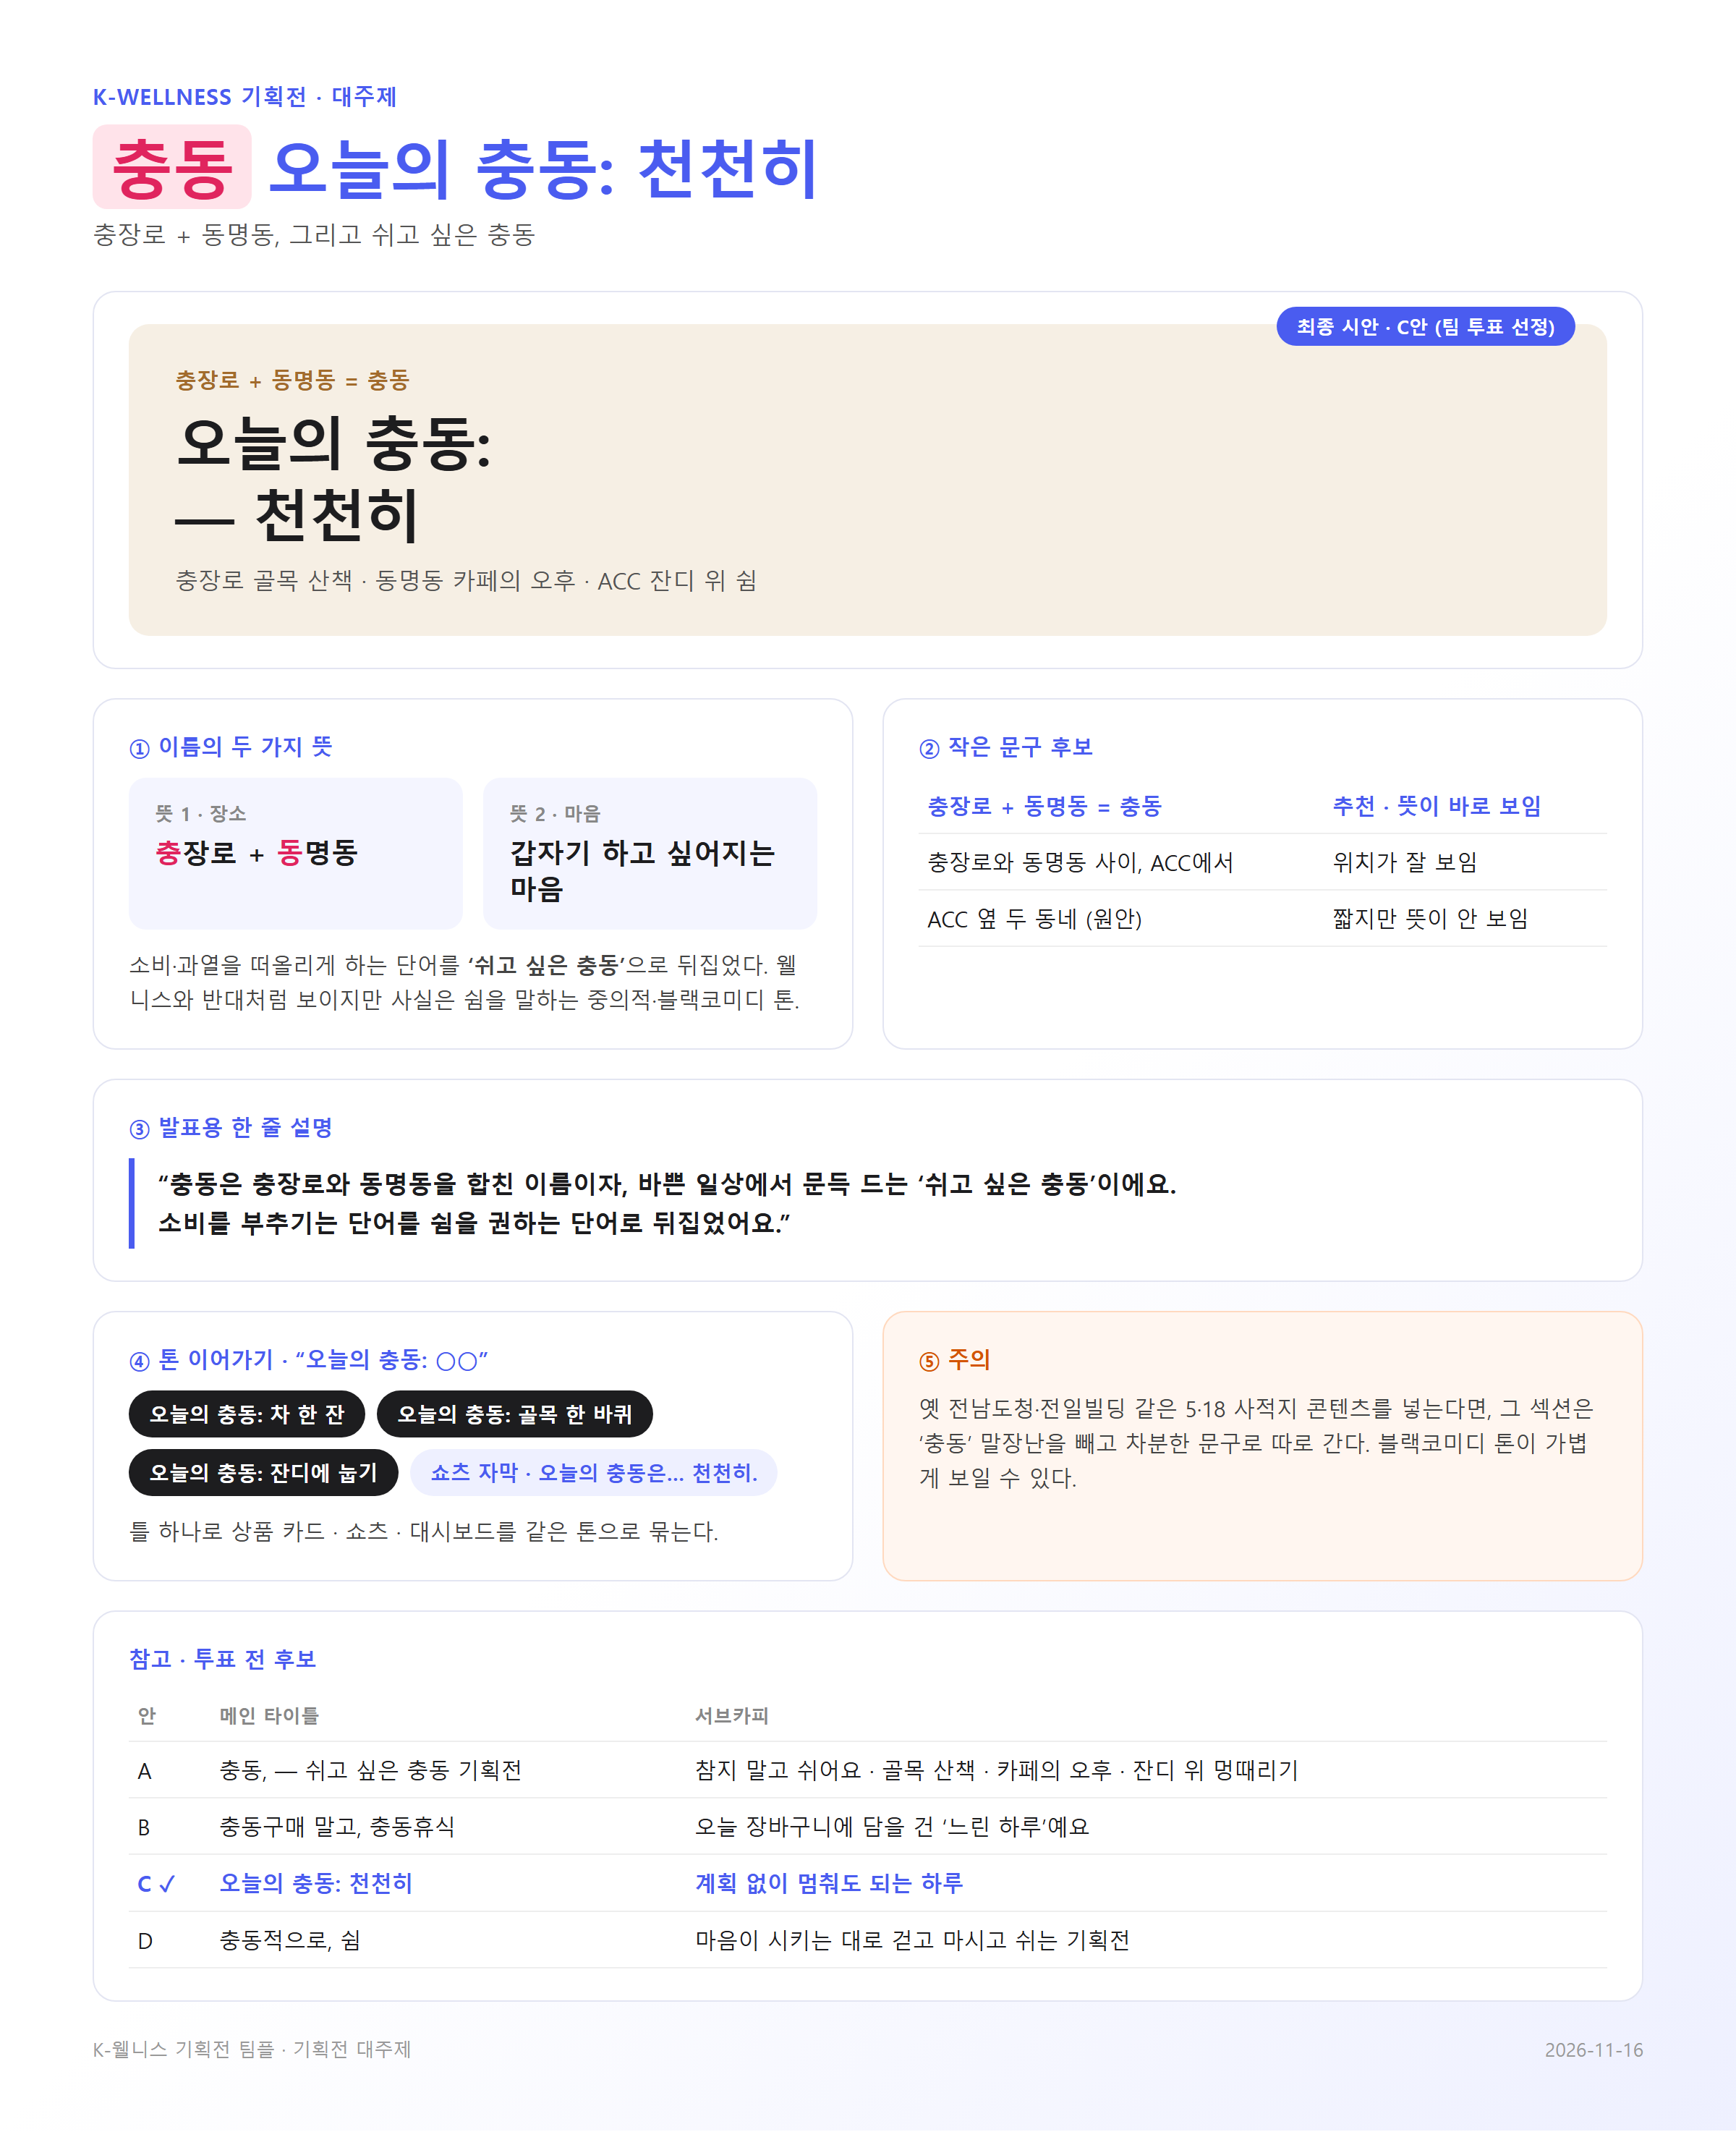 K-WELLNESS 기획전 · 대주제
충동 오늘의 충동: 천천히
충장로 + 동명동, 그리고 쉬고 싶은 충동
최종 시안 · C안 (팀 투표 선정)
충장로 + 동명동 = 충동
오늘의 충동:
— 천천히
충장로 골목 산책 · 동명동 카페의 오후 · ACC 잔디 위 쉼
① 이름의 두 가지 뜻
뜻 1 · 장소
충장로 + 동명동
뜻 2 · 마음
갑자기 하고 싶어지는
마음
소비·과열을 떠올리게 하는 단어를 ‘쉬고 싶은 충동’으로 뒤집었다. 웰
니스와 반대처럼 보이지만 사실은 쉼을 말하는 중의적·블랙코미디 톤.
② 작은 문구 후보
충장로 + 동명동 = 충동 추천 · 뜻이 바로 보임
충장로와 동명동 사이, ACC에서 위치가 잘 보임
ACC 옆 두 동네 (원안) 짧지만 뜻이 안 보임
③ 발표용 한 줄 설명
“충동은 충장로와 동명동을 합친 이름이자, 바쁜 일상에서 문득 드는 ‘쉬고 싶은 충동’이에요.
소비를 부추기는 단어를 쉼을 권하는 단어로 뒤집었어요.”
④ 톤 이어가기 · “오늘의 충동: ○○”
오늘의 충동: 차 한 잔 오늘의 충동: 골목 한 바퀴
오늘의 충동: 잔디에 눕기 쇼츠 자막 · 오늘의 충동은… 천천히.
틀 하나로 상품 카드 · 쇼츠 · 대시보드를 같은 톤으로 묶는다.
⑤ 주의
옛 전남도청·전일빌딩 같은 5·18 사적지 콘텐츠를 넣는다면, 그 섹션은
‘충동’ 말장난을 빼고 차분한 문구로 따로 간다. 블랙코미디 톤이 가볍
게 보일 수 있다.
참고 · 투표 전 후보
안 메인 타이틀 서브카피
A 충동, — 쉬고 싶은 충동 기획전 참지 말고 쉬어요 · 골목 산책 · 카페의 오후 · 잔디 위 멍때리기
B 충동구매 말고, 충동휴식 오늘 장바구니에 담을 건 ‘느린 하루’예요
C ✓ 오늘의 충동: 천천히 계획 없이 멈춰도 되는 하루
D 충동적으로, 쉼 마음이 시키는 대로 걷고 마시고 쉬는 기획전
K-웰니스 기획전 팀플 · 기획전 대주제 2026-11-16